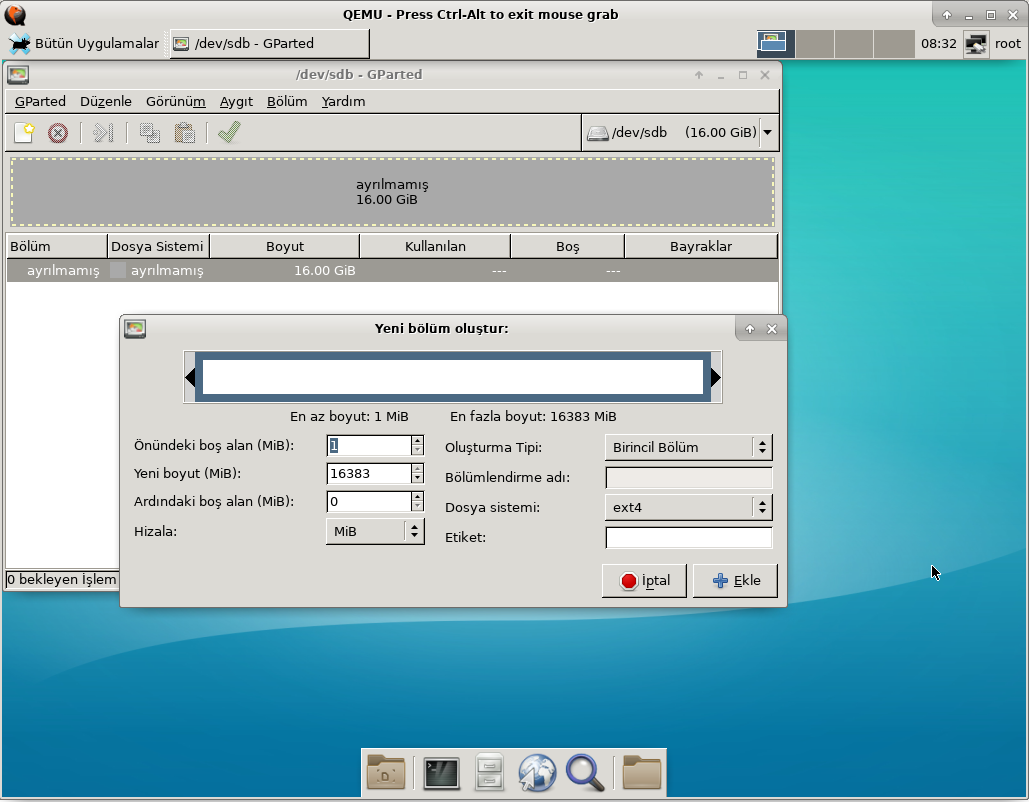 QEMU - Press Ctrl-Alt to exit mouse grab
Bütün Uygulamalar
/dev/sdb - GParted
08:32
root
/dev/sdb - GParted
GParted Düzenle Görünüm Aygıt Bölüm Yardım
/dev/sdb (16.00 GiB)
ayrılmamış
16.00 GiB
Bölüm Dosya Sistemi Boyut Kullanılan Boş Bayraklar
ayrılmamış ayrılmamış 16.00 GiB --- ---
Yeni bölüm oluştur:
En az boyut: 1 MiB En fazla boyut: 16383 MiB
Önündeki boş alan (MiB): 1
Yeni boyut (MiB): 16383
Ardındaki boş alan (MiB): 0
Hizala: MiB
Oluşturma Tipi: Birincil Bölüm
Bölümlendirme adı:
Dosya sistemi: ext4
Etiket:
İptal Ekle
0 bekleyen İşlem
D